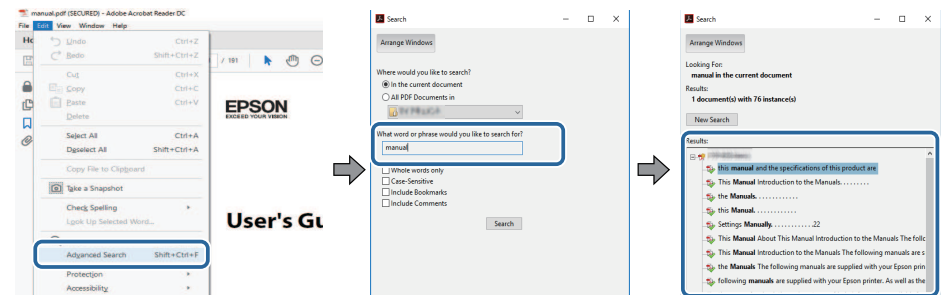 manual.pdf (SECURED) - Adobe Acrobat Reader DC
File Edit View Window Help
Undo Ctrl+Z
Redo Shift+Ctrl+Z
Cut Ctrl+X
Copy Ctrl+C
Paste Ctrl+V
Delete
Select All Ctrl+A
Deselect All Shift+Ctrl+A
Copy File to Clipboard
Take a Snapshot
Check Spelling
Look Up Selected Word...
Advanced Search Shift+Ctrl+F
Protection
Accessibility
/ 191
EPSON
EXCEED YOUR VISION
User's Gu
Search
Arrange Windows
Where would you like to search?
In the current document
All PDF Documents in
What word or phrase would you like to search for?
manual
Whole words only
Case-Sensitive
Include Bookmarks
Include Comments
Search
Search
Arrange Windows
Looking For:
manual in the current document
Results:
1 document(s) with 76 instance(s)
New Search
Results:
this manual and the specifications of this product are
This Manual Introduction to the Manuals. . . . . . . . .
the Manuals. . . . . . . . . . . . .
this Manual. . . . . . . . . . . . .
Settings Manually. . . . . . . . . . . . .22
This Manual About This Manual Introduction to the Manuals The follo
This Manual Introduction to the Manuals The following manuals are s
the Manuals The following manuals are supplied with your Epson prin
following manuals are supplied with your Epson printer. As well as the